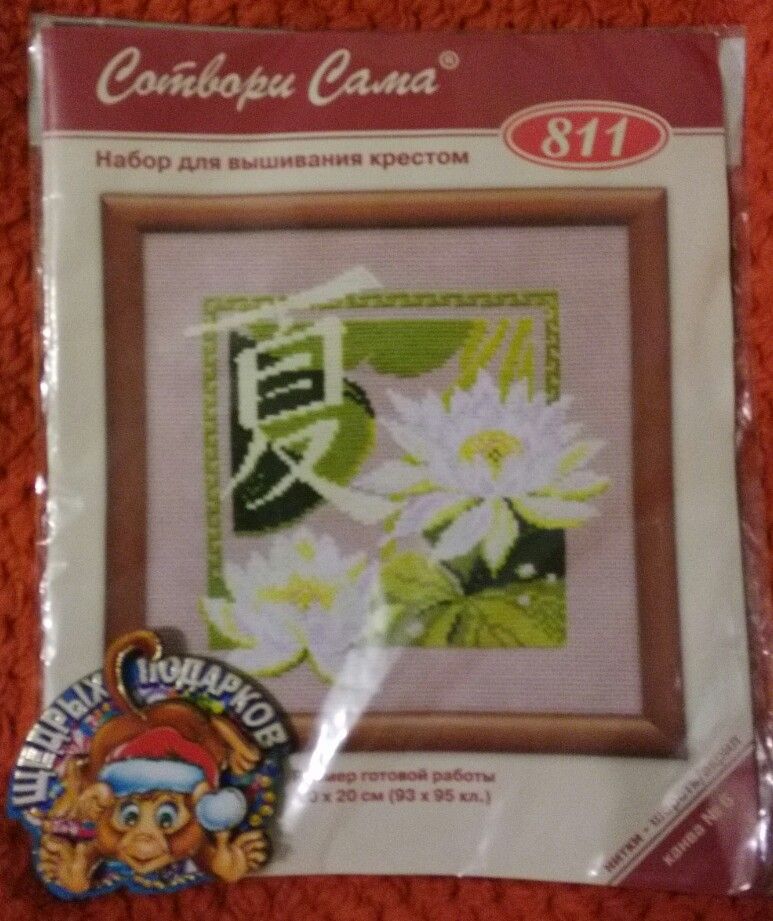 Сотвори Сама®
811
Набор для вышивания крестом
夏
ЩЕДРЫХ ПОДАРКОВ
готовой работы
х 20 см (93 х 95 кл.)
нитки •
канва №